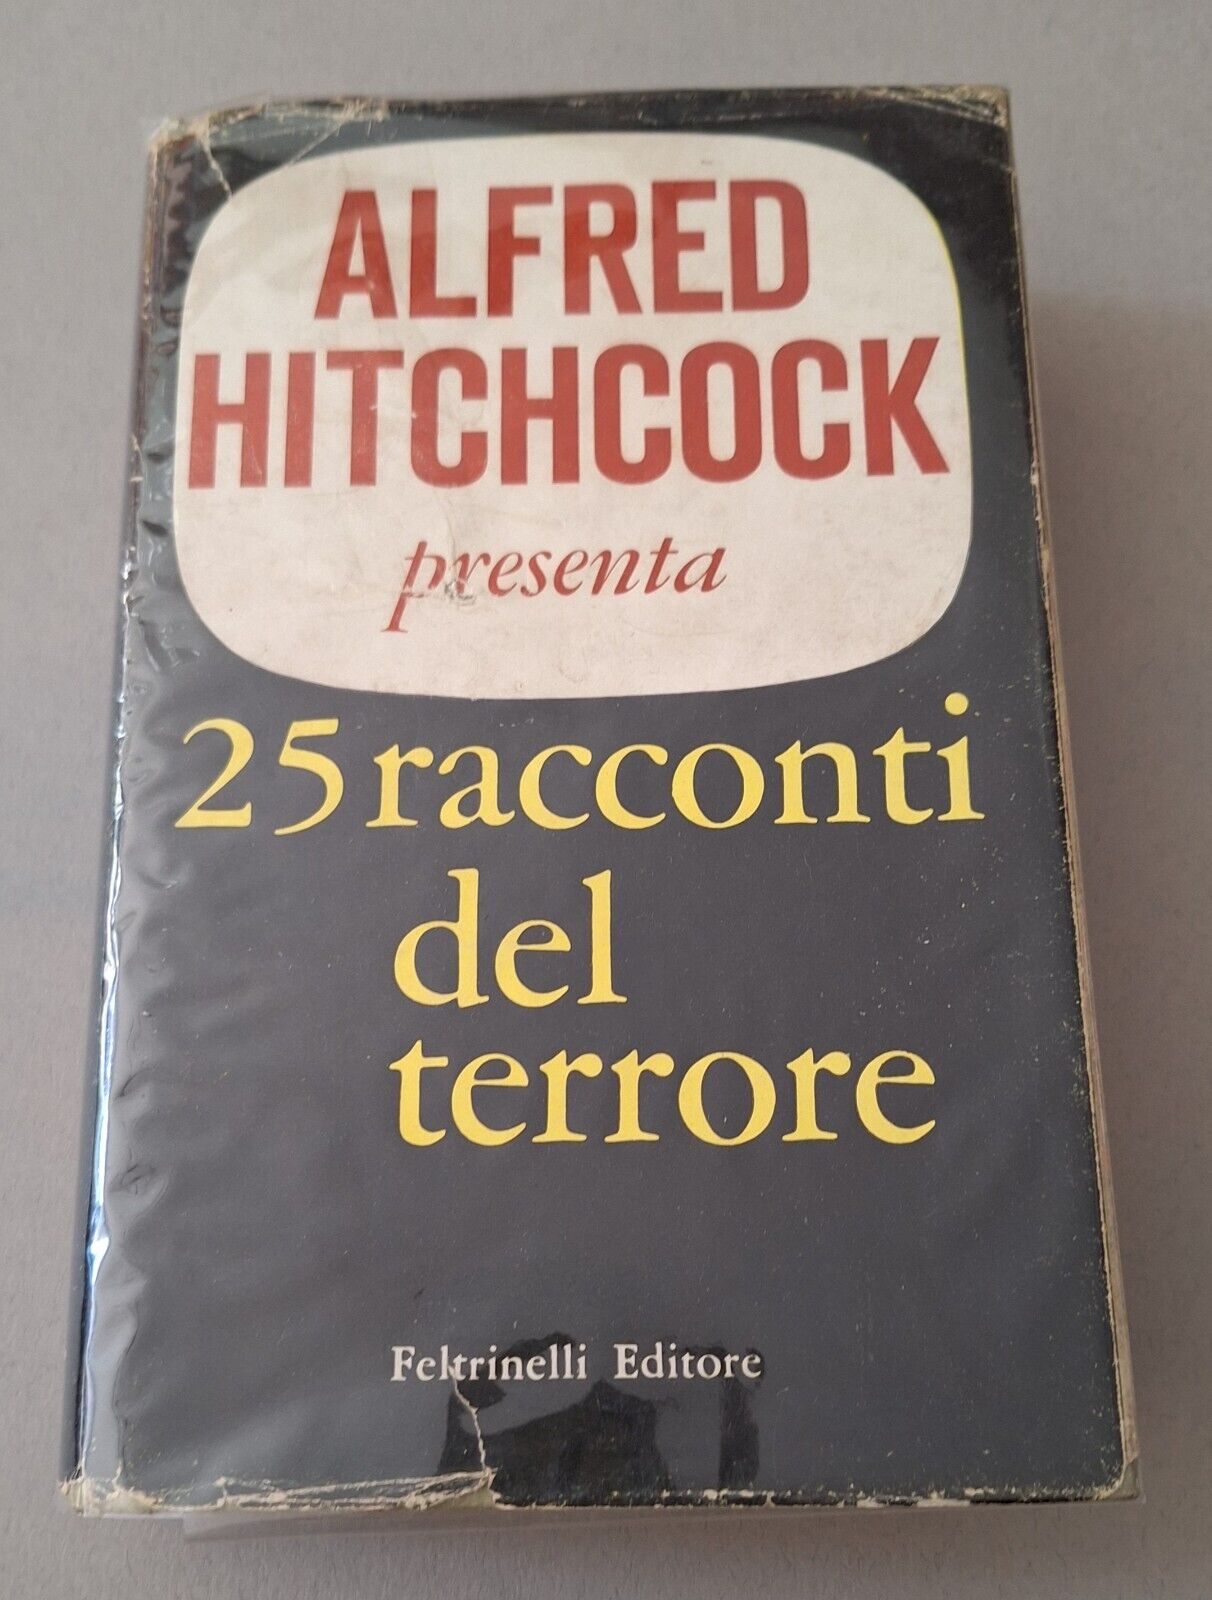 ALFRED
HITCHCOCK
presenta
25 racconti
del
terrore
Feltrinelli Editore